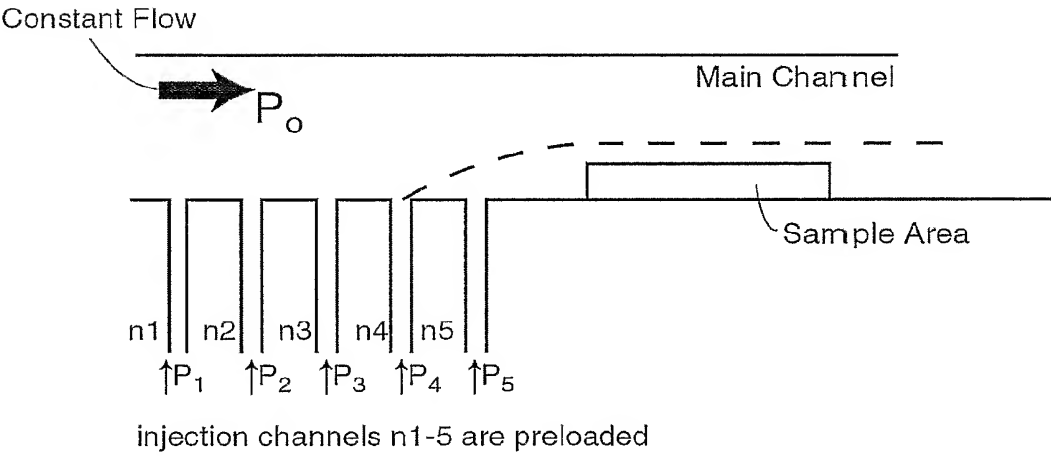 Constant Flow
Main Channel
Po
Sample Area
n1 n2 n3 n4 n5
↑P1 ↑P2 ↑P3 ↑P4 ↑P5
injection channels n1-5 are preloaded